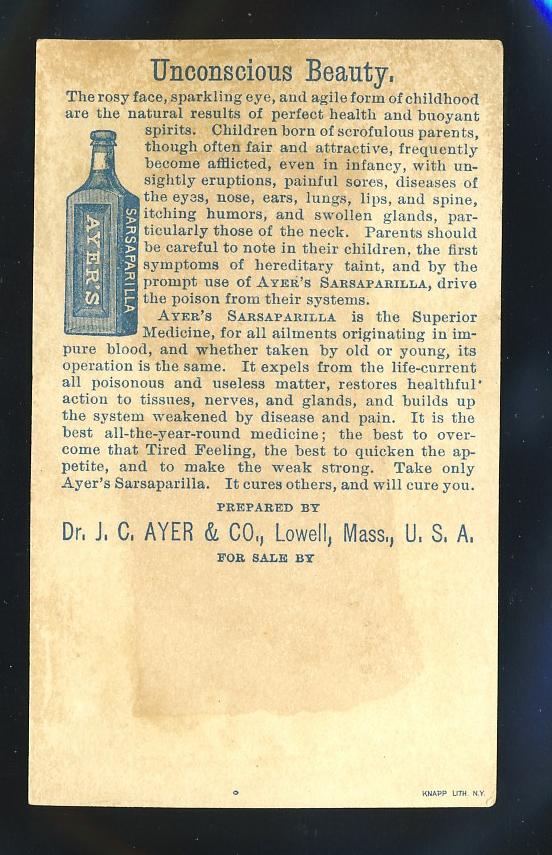 Unconscious Beauty.
The rosy face, sparkling eye, and agile form of childhood
are the natural results of perfect health and buoyant
spirits. Children born of scrofulous parents,
though often fair and attractive, frequently
become afflicted, even in infancy, with un-
sightly eruptions, painful sores, diseases of
the eyes, nose, ears, lungs, lips, and spine,
itching humors, and swollen glands, par-
ticularly those of the neck. Parents should
be careful to note in their children, the first
symptoms of hereditary taint, and by the
prompt use of AYER'S SARSAPARILLA, drive
the poison from their systems.
AYER'S SARSAPARILLA is the Superior
Medicine, for all ailments originating in im-
pure blood, and whether taken by old or young, its
operation is the same. It expels from the life-current
all poisonous and useless matter, restores healthful
action to tissues, nerves, and glands, and builds up
the system weakened by disease and pain. It is the
best all-the-year-round medicine; the best to over-
come that Tired Feeling, the best to quicken the ap-
petite, and to make the weak strong. Take only
Ayer's Sarsaparilla. It cures others, and will cure you.
PREPARED BY
Dr. J. C. AYER & CO., Lowell, Mass., U. S. A.
FOR SALE BY
AYER'S
SARSAPARILLA
KNAPP LITH. N.Y.